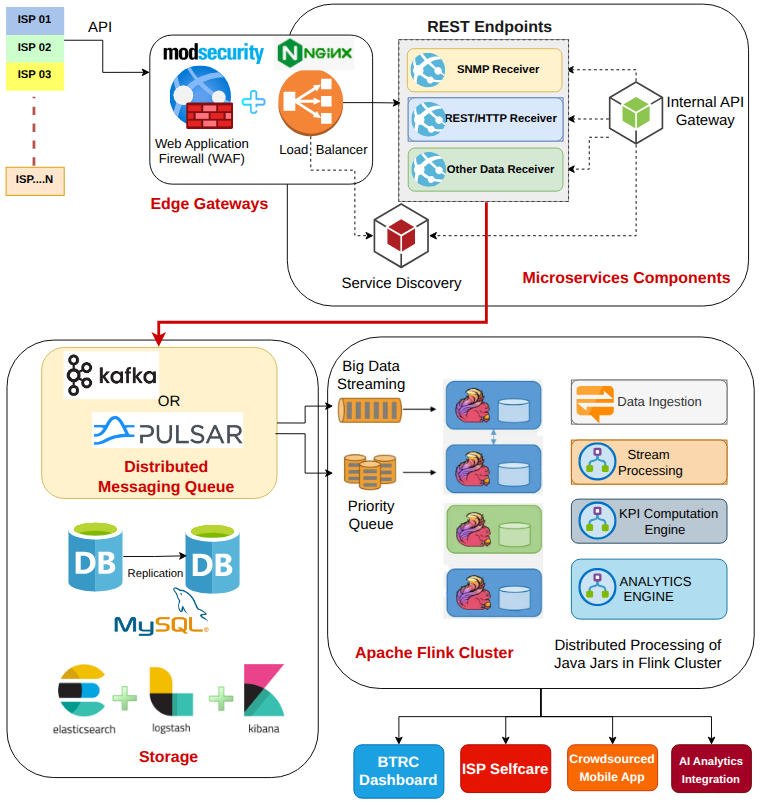 ISP 01
ISP 02
ISP 03
ISP....N
API
modsecurity
NGINX
Web Application
Firewall (WAF)
Load Balancer
Edge Gateways
REST Endpoints
SNMP Receiver
REST/HTTP Receiver
Other Data Receiver
Internal API
Gateway
Service Discovery
Microservices Components
kafka
OR
PULSAR
Distributed
Messaging Queue
DB
Replication
DB
MySQL®
elasticsearch
logstash
kibana
Storage
Big Data
Streaming
Priority
Queue
Data Ingestion
Stream
Processing
KPI Computation
Engine
ANALYTICS
ENGINE
Apache Flink Cluster
Distributed Processing of
Java Jars in Flink Cluster
BTRC
Dashboard
ISP Selfcare
Crowdsourced
Mobile App
AI Analytics
Integration